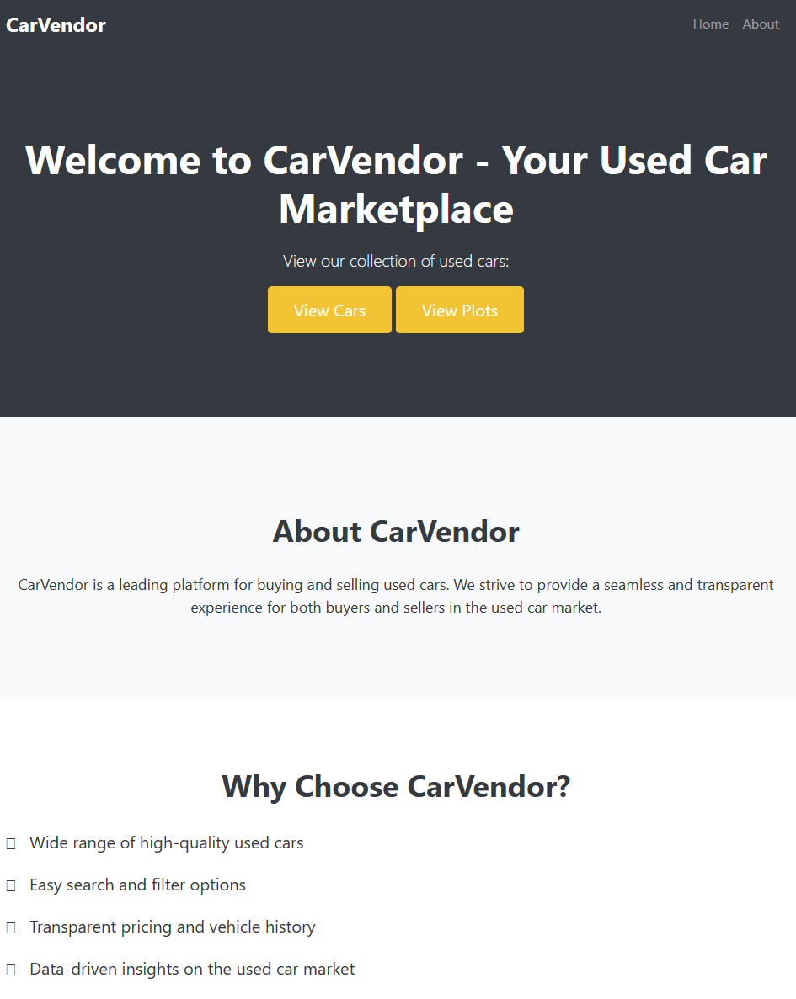 CarVendor
Home About
Welcome to CarVendor - Your Used Car
Marketplace
View our collection of used cars:
View Cars View Plots
About CarVendor
CarVendor is a leading platform for buying and selling used cars. We strive to provide a seamless and transparent
experience for both buyers and sellers in the used car market.
Why Choose CarVendor?
Wide range of high-quality used cars
Easy search and filter options
Transparent pricing and vehicle history
Data-driven insights on the used car market